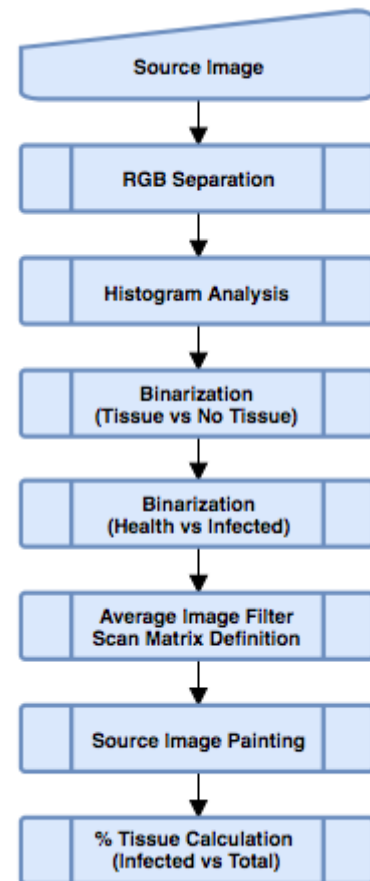 Source Image
RGB Separation
Histogram Analysis
Binarization
(Tissue vs No Tissue)
Binarization
(Health vs Infected)
Average Image Filter
Scan Matrix Definition
Source Image Painting
% Tissue Calculation
(Infected vs Total)